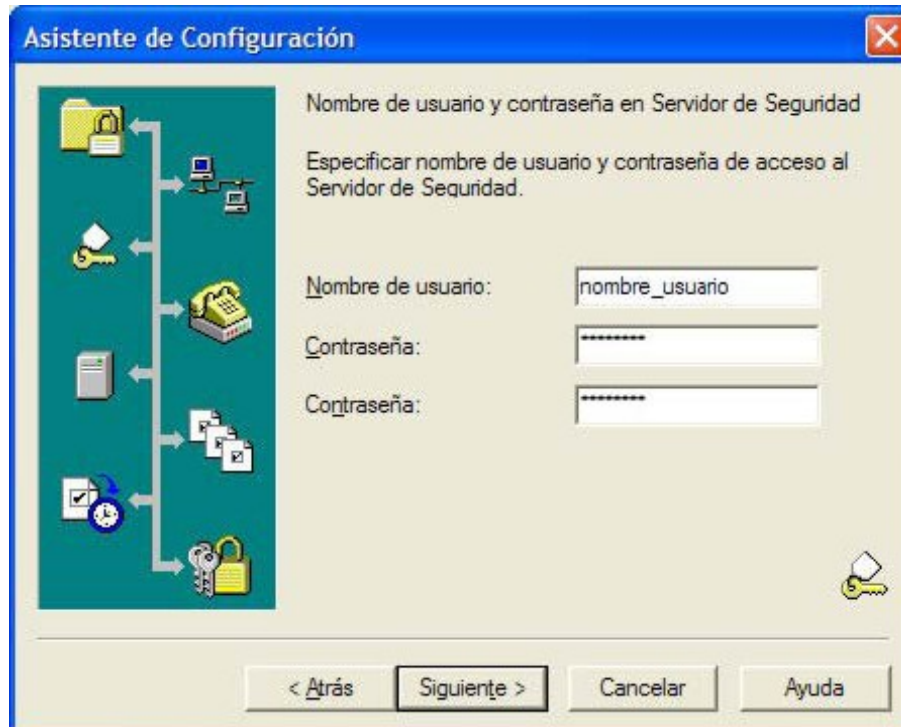 Asistente de Configuración
Nombre de usuario y contraseña en Servidor de Seguridad
Especificar nombre de usuario y contraseña de acceso al
Servidor de Seguridad.
Nombre de usuario: nombre_usuario
Contraseña: ********
Contraseña: ********
< Atrás Siguiente > Cancelar Ayuda